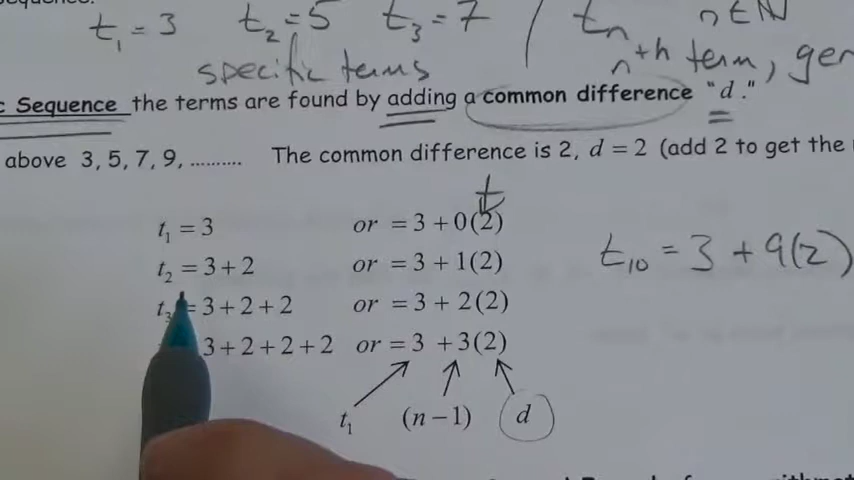 t₁ = 3 t₂ = 5 t₃ = 7 / tₙ n ∈ N
specific terms nᵗʰ term, ger
c Sequence the terms are found by adding a common difference "d."
above 3, 5, 7, 9, .......... The common difference is 2, d = 2 (add 2 to get the
t₁ = 3 or = 3 + 0(2)
t₂ = 3 + 2 or = 3 + 1(2) t₁₀ = 3 + 9(2)
t₃ = 3 + 2 + 2 or = 3 + 2(2)
3 + 2 + 2 + 2 or = 3 + 3(2)
t₁ (n − 1) d